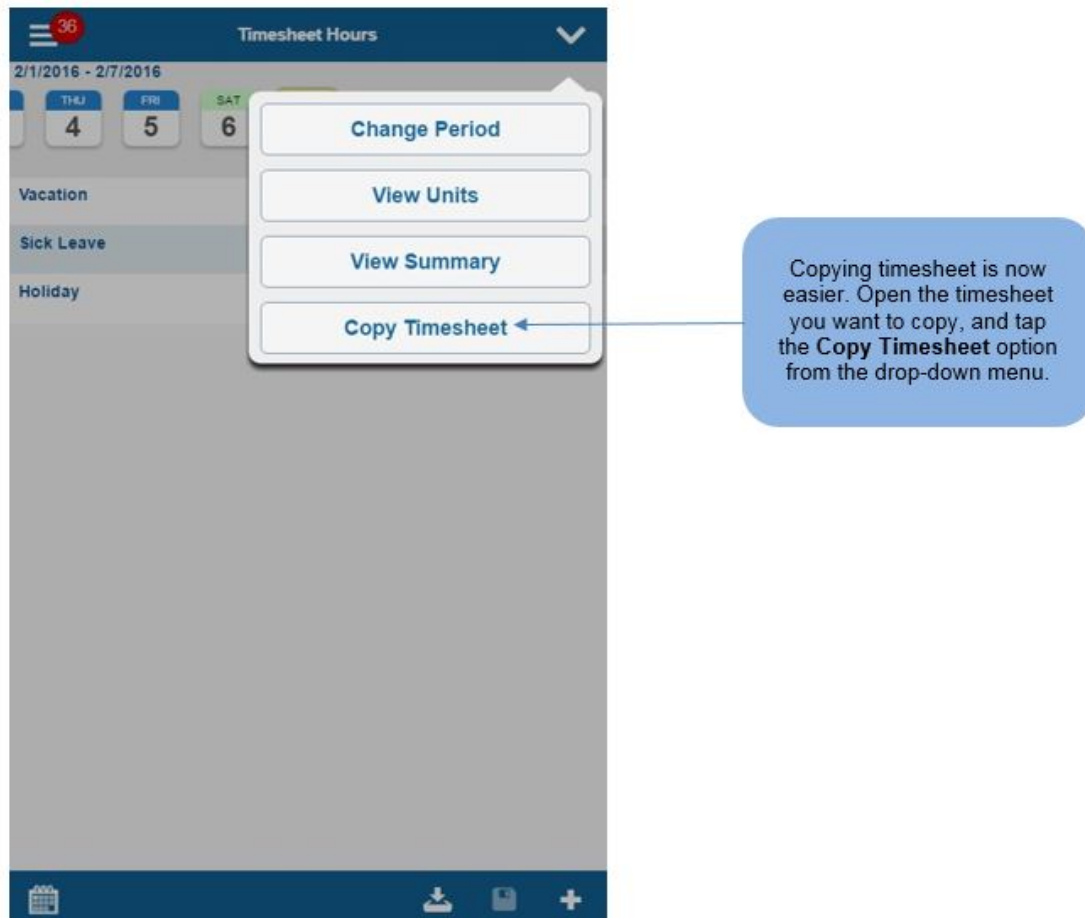 36
Timesheet Hours
2/1/2016 - 2/7/2016
THU
4
FRI
5
SAT
6
Vacation
Sick Leave
Holiday
Change Period
View Units
View Summary
Copy Timesheet
Copying timesheet is now
easier. Open the timesheet
you want to copy, and tap
the Copy Timesheet option
from the drop-down menu.